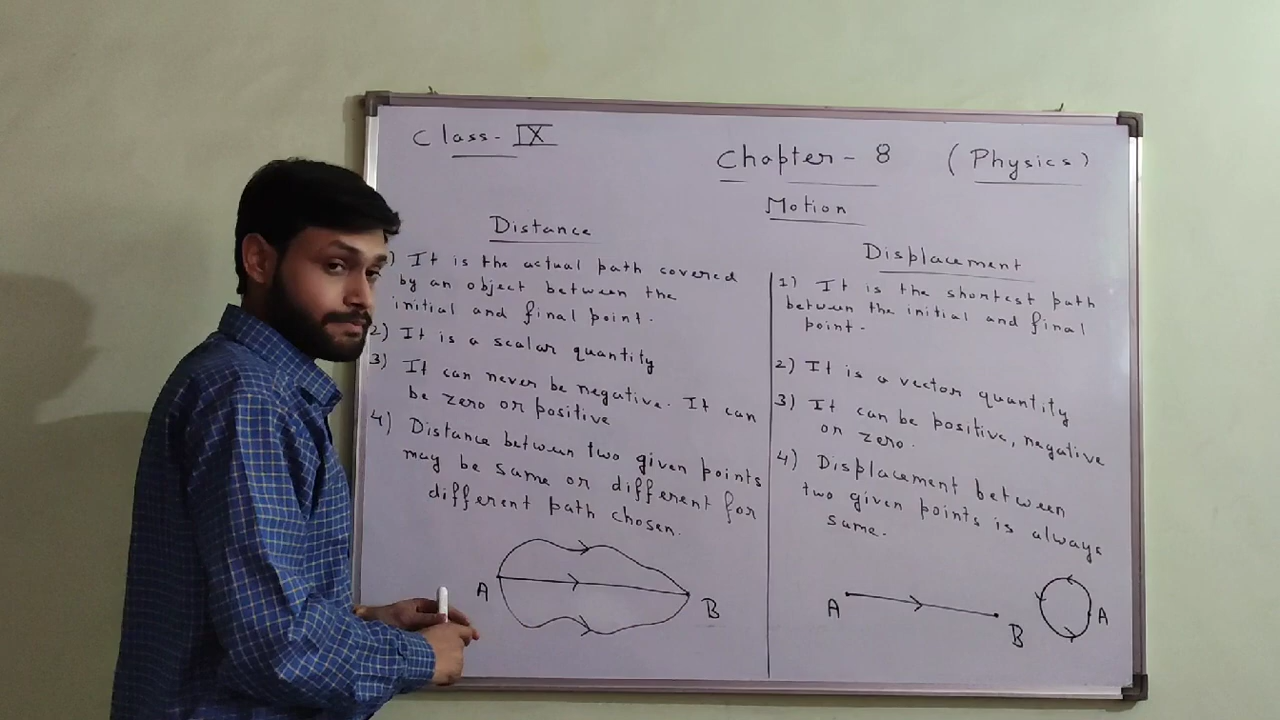 Class- IX
Chapter- 8 (Physics)
Motion
Distance
) It is the actual path covered
by an object between the
initial and final point.
2) It is a scalar quantity
3) It can never be negative. It can
be zero or positive
4) Distance between two given points
may be same or different for
different path chosen.
A B
Displacement
1) It is the shortest path
between the initial and final
point.
2) It is a vector quantity
3) It can be positive, negative
or zero.
4) Displacement between
two given points is always
same.
A B A